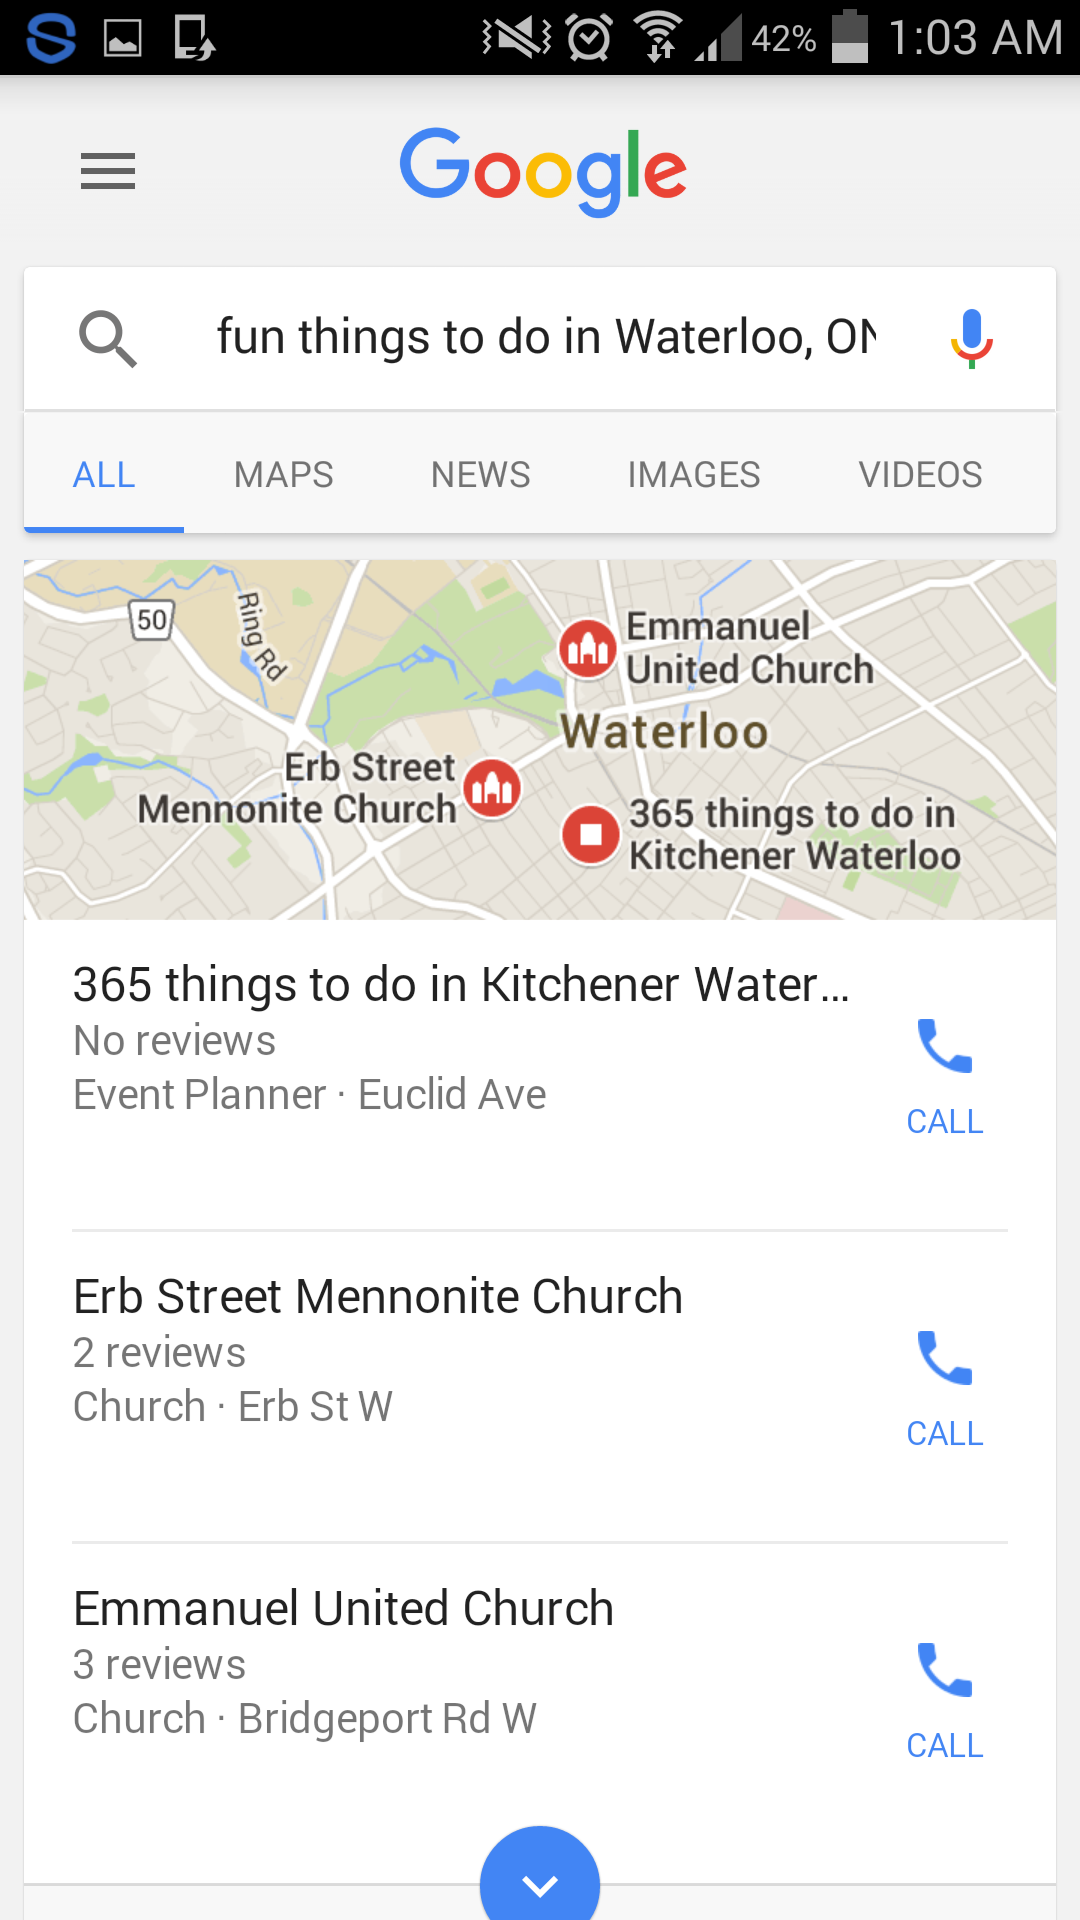 42% 1:03 AM
Google
fun things to do in Waterloo, ON
ALL MAPS NEWS IMAGES VIDEOS
50
Ring Rd
Emmanuel
United Church
Waterloo
Erb Street
Mennonite Church
365 things to do in
Kitchener Waterloo
365 things to do in Kitchener Water...
No reviews
Event Planner · Euclid Ave
CALL
Erb Street Mennonite Church
2 reviews
Church · Erb St W
CALL
Emmanuel United Church
3 reviews
Church · Bridgeport Rd W
CALL